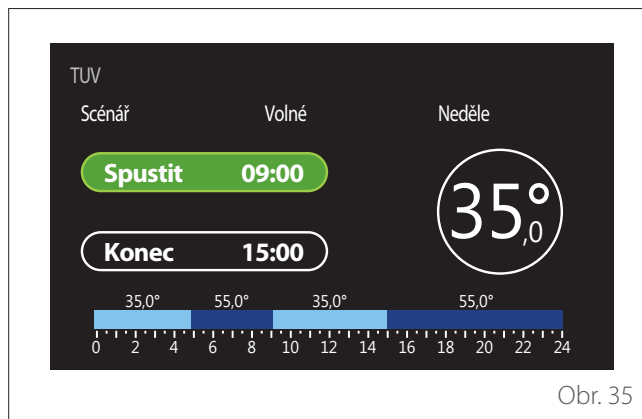 TUV
Scénář Volné Neděle
Spustit 09:00
35,0°
Konec 15:00
35,0° 55,0° 35,0° 55,0°
0 2 4 6 8 10 12 14 16 18 20 22 24
Obr. 35